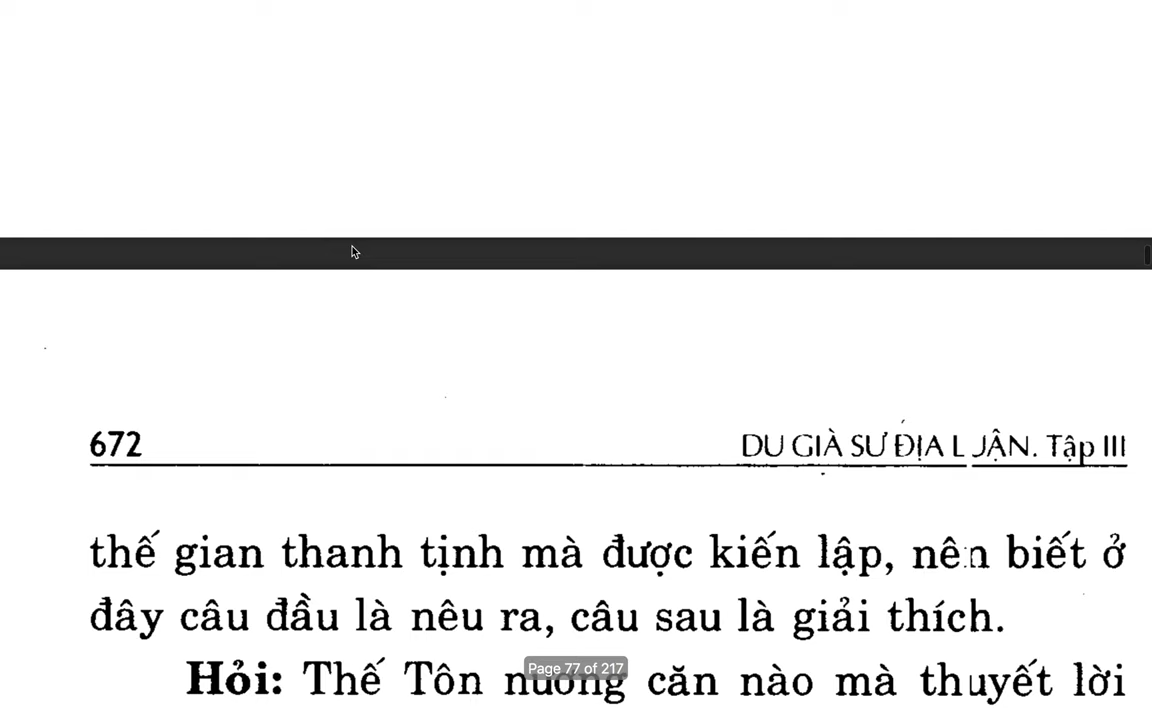 672 DU GIÀ SƯ ĐỊA LUẬN. Tập III
thế gian thanh tịnh mà được kiến lập, nên biết ở
đây câu đầu là nêu ra, câu sau là giải thích.
Hỏi: Thế Tôn nương căn nào mà thuyết lời
Page 77 of 217